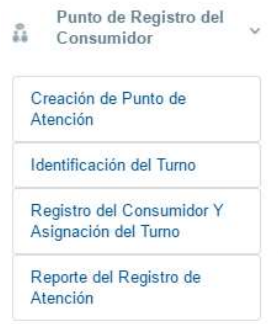 Punto de Registro del
Consumidor
Creación de Punto de
Atención
Identificación del Turno
Registro del Consumidor Y
Asignación del Turno
Reporte del Registro de
Atención